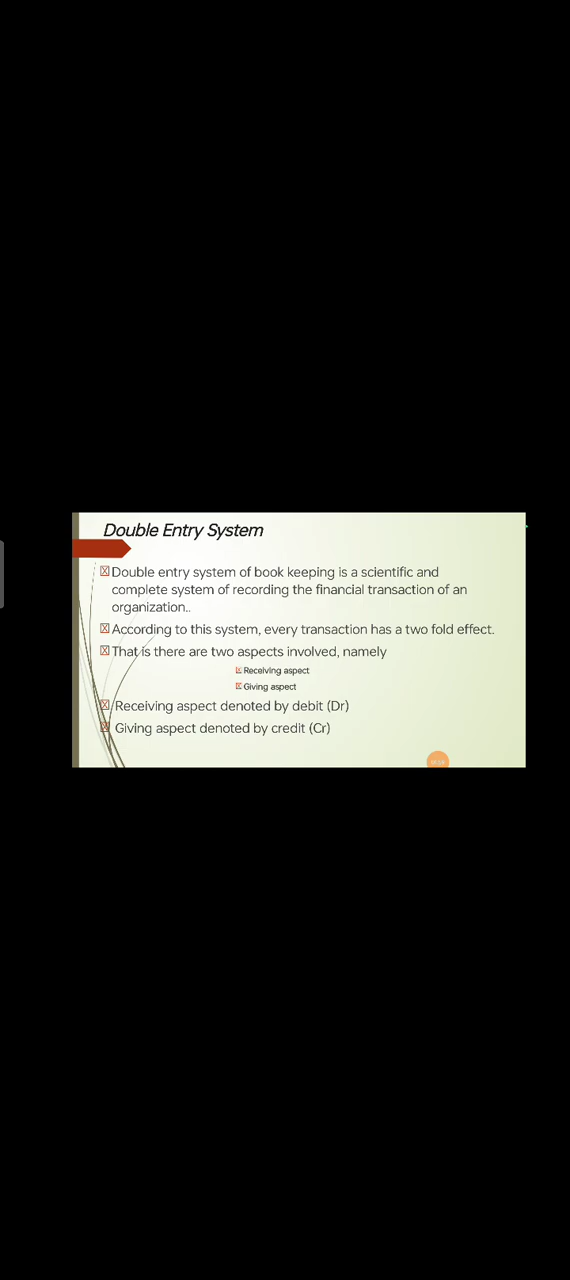 Double Entry System
Double entry system of book keeping is a scientific and
complete system of recording the financial transaction of an
organization..
According to this system, every transaction has a two fold effect.
That is there are two aspects involved, namely
Receiving aspect
Giving aspect
Receiving aspect denoted by debit (Dr)
Giving aspect denoted by credit (Cr)